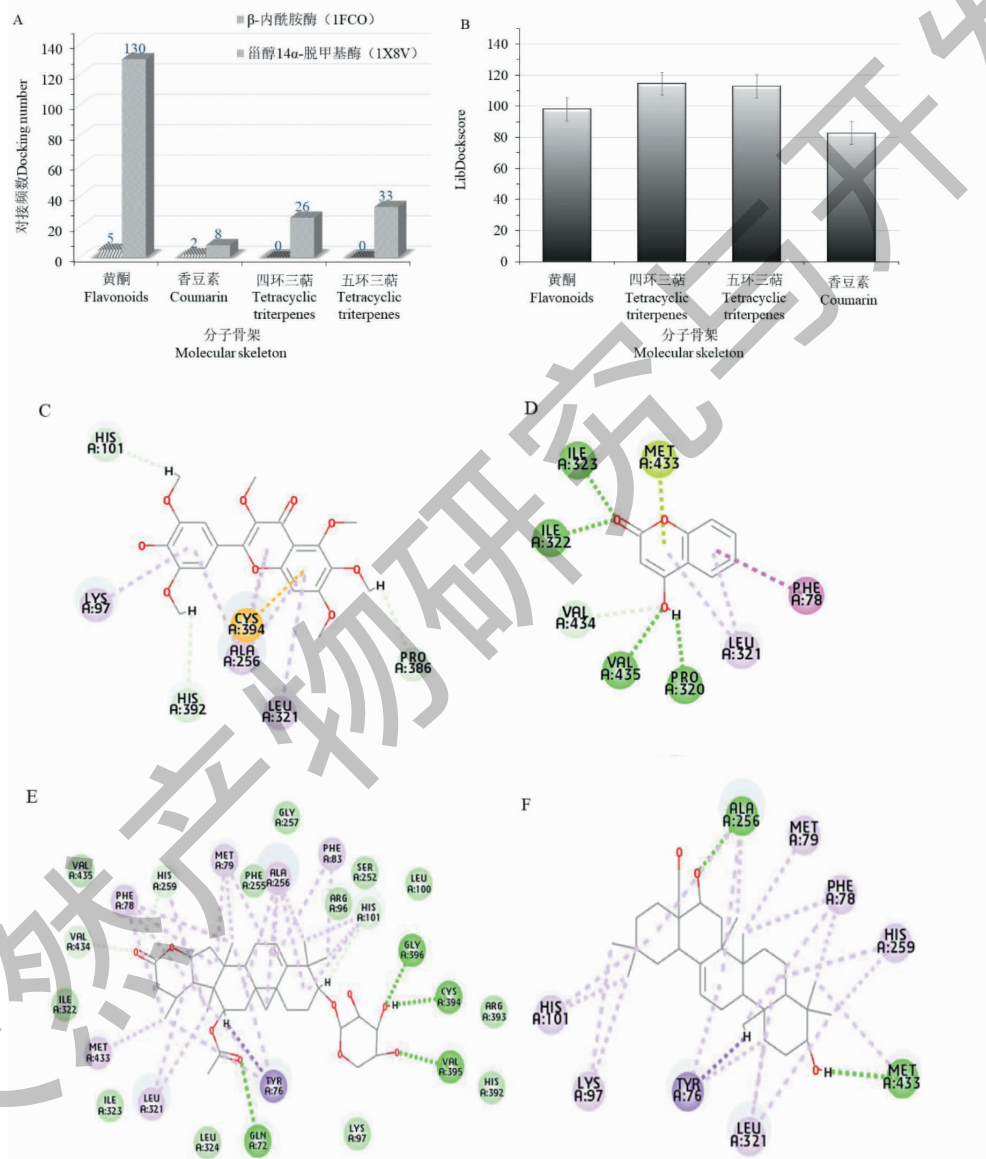 A
β-内酰胺酶（1FCO）
甾醇14α-脱甲基酶（1X8V）
对接频数Docking number
140
120
100
80
60
40
20
0
5
130
2
8
0
26
0
33
黄酮
Flavonoids
香豆素
Coumarin
四环三萜
Tetracyclic
triterpenes
五环三萜
Tetracyclic
triterpenes
分子骨架
Molecular skeleton
B
LibDockscore
140
120
100
80
60
40
20
0
黄酮
Flavonoids
四环三萜
Tetracyclic
triterpenes
五环三萜
Tetracyclic
triterpenes
香豆素
Coumarin
分子骨架
Molecular skeleton
C
HIS
A:101
H
O
O
O
O
O
O
O
O
O
H
H
LYS
A:97
CYS
A:394
ALA
A:256
PRO
A:386
HIS
A:392
LEU
A:321
D
ILE
A:323
MET
A:433
ILE
A:322
O
O
O
H
PHE
A:78
VAL
A:434
LEU
A:321
VAL
A:435
PRO
A:320
E
GLY
A:257
VAL
A:435
HIS
A:259
MET
A:79
PHE
A:255
ALA
A:256
PHE
A:83
SER
A:252
LEU
A:100
PHE
A:78
ARG
A:96
HIS
A:101
VAL
A:434
GLY
A:396
ILE
A:322
CYS
A:394
ARG
A:393
MET
A:433
VAL
A:395
TYR
A:76
HIS
A:392
ILE
A:323
LEU
A:321
LEU
A:324
GLN
A:72
LYS
A:97
F
ALA
A:256
MET
A:79
PHE
A:78
HIS
A:259
HIS
A:101
LYS
A:97
TYR
A:76
H
O
H
MET
A:433
LEU
A:321
然产物研究与开发